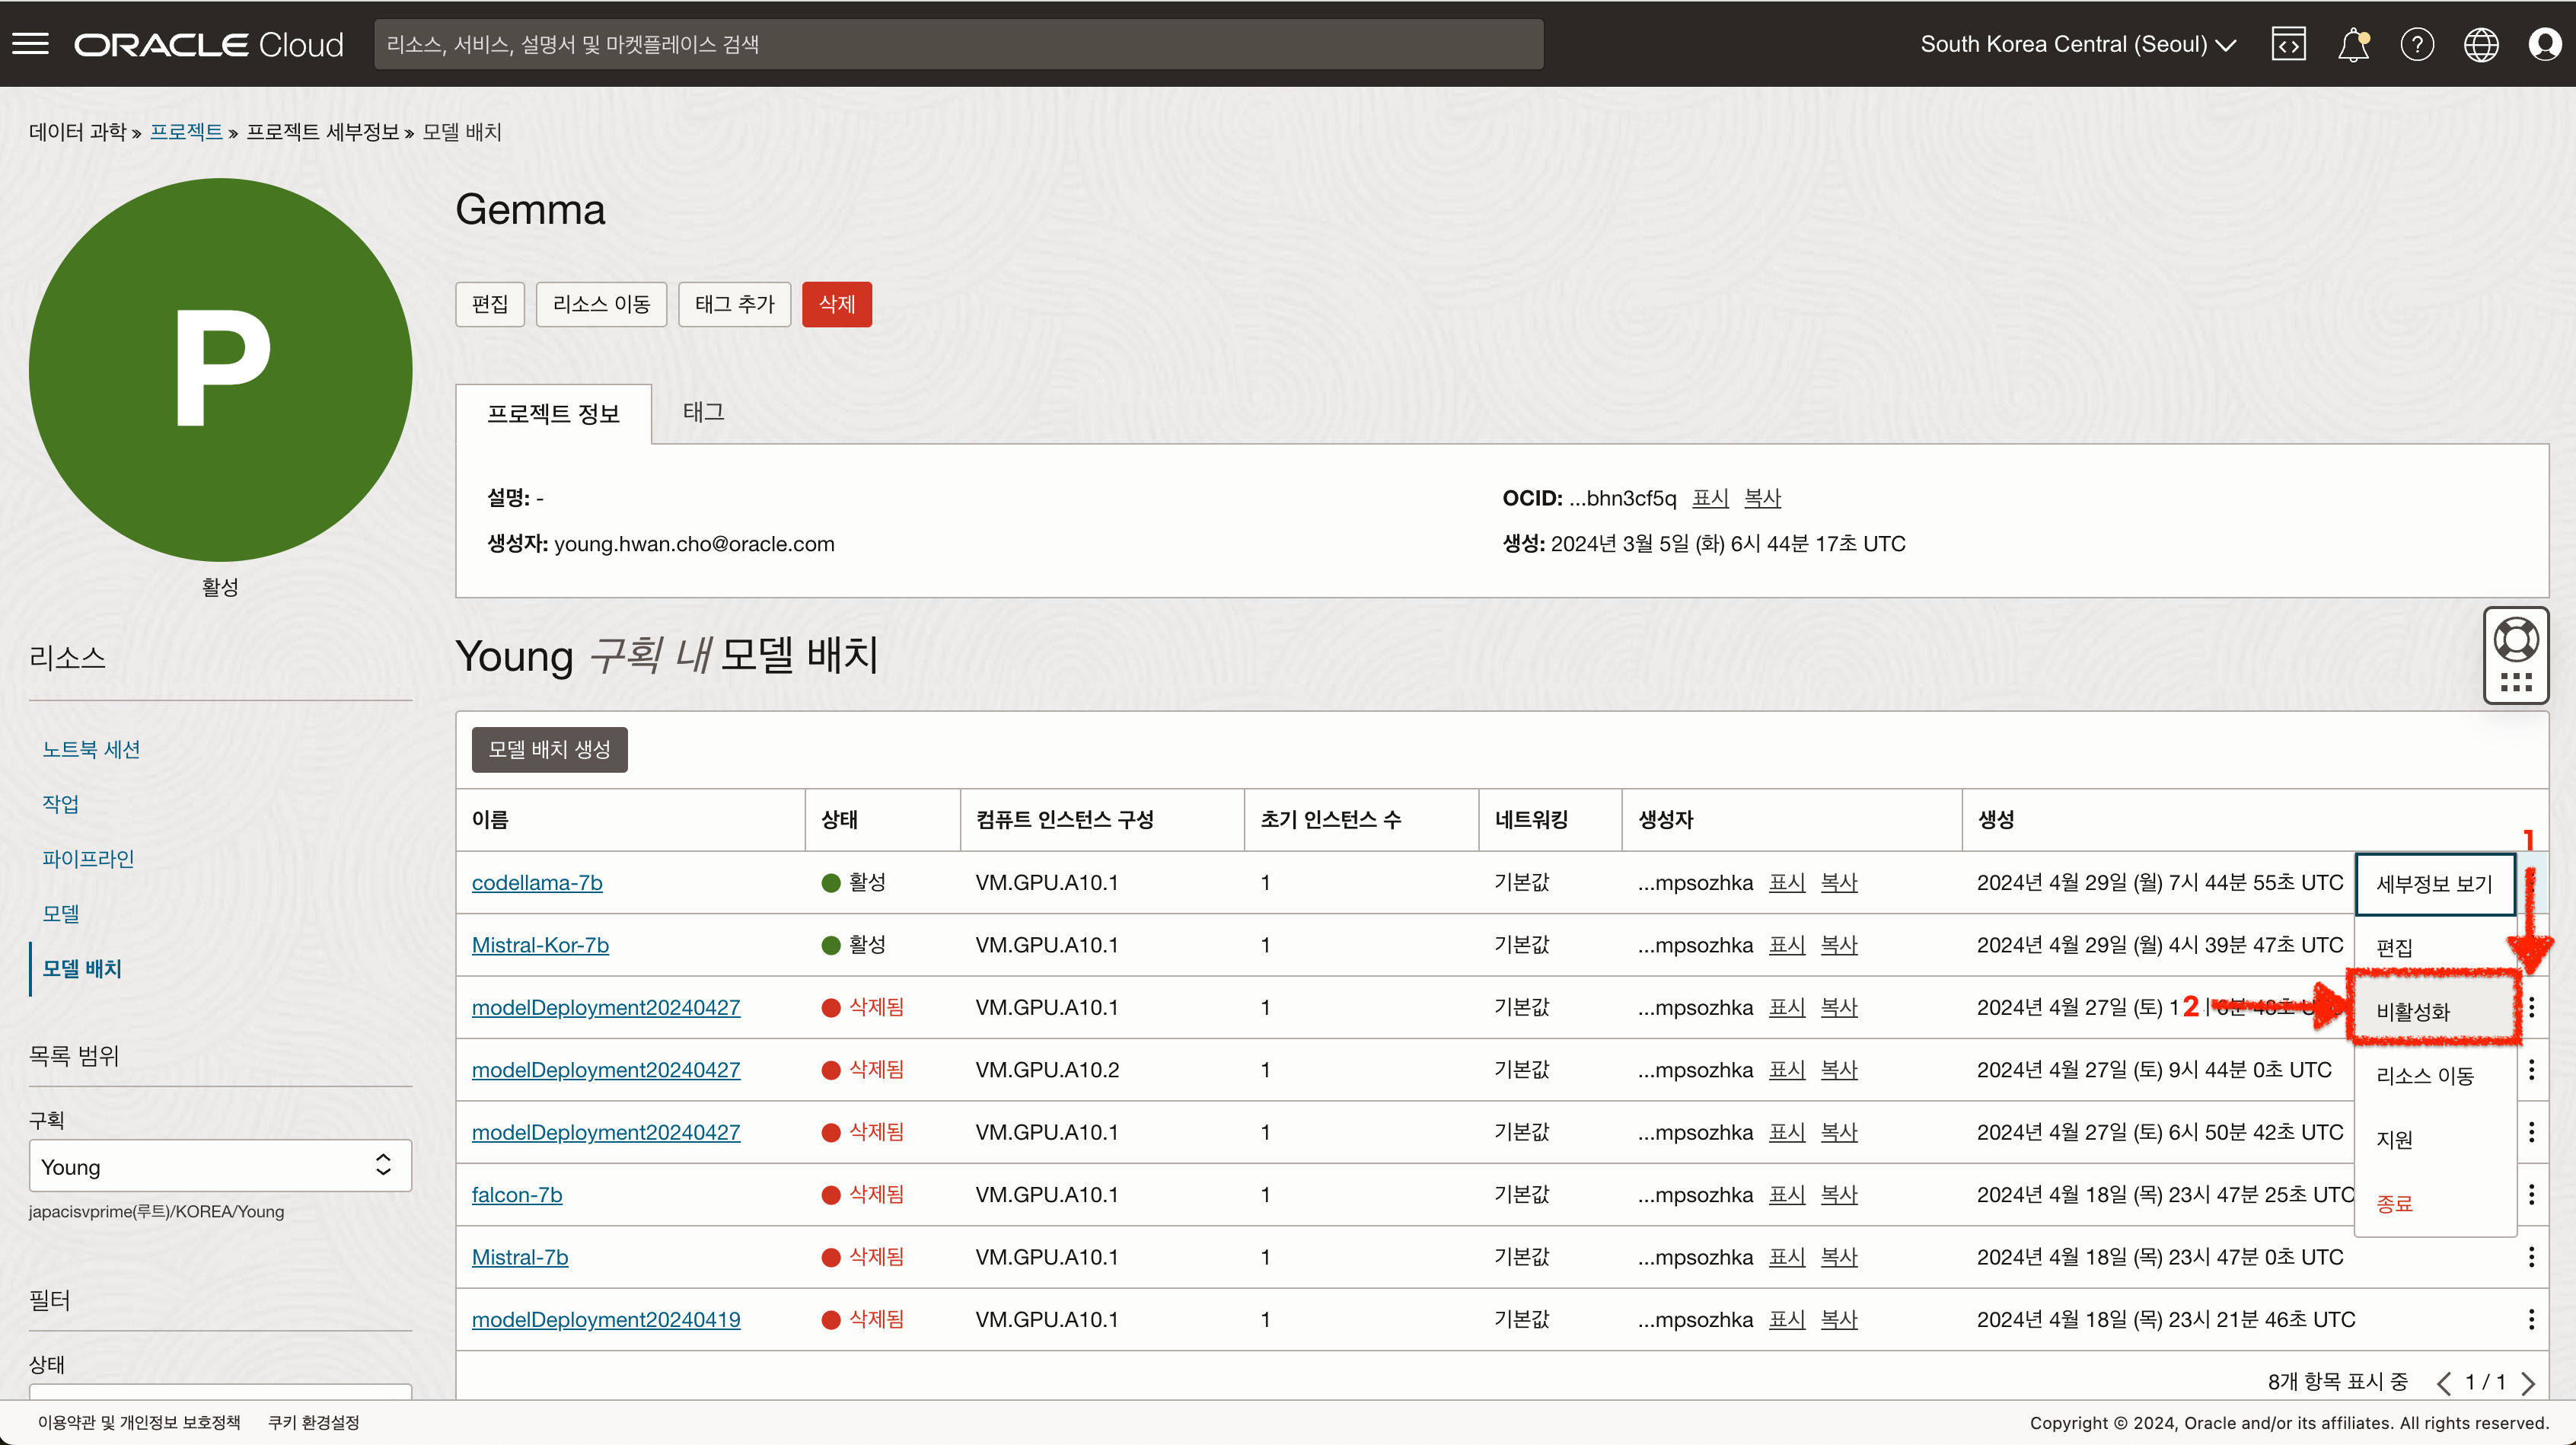 ORACLE Cloud
리소스, 서비스, 설명서 및 마켓플레이스 검색
South Korea Central (Seoul)
데이터 과학 » 프로젝트 » 프로젝트 세부정보 » 모델 배치
P
활성
Gemma
편집 리소스 이동 태그 추가 삭제
프로젝트 정보 태그
설명: -
OCID: ...bhn3cf5q 표시 복사
생성자: young.hwan.cho@oracle.com
생성: 2024년 3월 5일 (화) 6시 44분 17초 UTC
리소스
노트북 세션
작업
파이프라인
모델
모델 배치
목록 범위
구획
Young
japacisvprime(루트)/KOREA/Young
필터
상태
Young 구획 내 모델 배치
모델 배치 생성
이름 상태 컴퓨트 인스턴스 구성 초기 인스턴스 수 네트워킹 생성자 생성
1
codellama-7b 활성 VM.GPU.A10.1 1 기본값 ...mpsozhka 표시 복사 2024년 4월 29일 (월) 7시 44분 55초 UTC
Mistral-Kor-7b 활성 VM.GPU.A10.1 1 기본값 ...mpsozhka 표시 복사 2024년 4월 29일 (월) 4시 39분 47초 UTC
modelDeployment20240427 삭제됨 VM.GPU.A10.1 1 기본값 ...mpsozhka 표시 복사 2024년 4월 27일 (토)
2
modelDeployment20240427 삭제됨 VM.GPU.A10.2 1 기본값 ...mpsozhka 표시 복사 2024년 4월 27일 (토) 9시 44분 0초 UTC
modelDeployment20240427 삭제됨 VM.GPU.A10.1 1 기본값 ...mpsozhka 표시 복사 2024년 4월 27일 (토) 6시 50분 42초 UTC
falcon-7b 삭제됨 VM.GPU.A10.1 1 기본값 ...mpsozhka 표시 복사 2024년 4월 18일 (목) 23시 47분 25초 UTC
Mistral-7b 삭제됨 VM.GPU.A10.1 1 기본값 ...mpsozhka 표시 복사 2024년 4월 18일 (목) 23시 47분 0초 UTC
modelDeployment20240419 삭제됨 VM.GPU.A10.1 1 기본값 ...mpsozhka 표시 복사 2024년 4월 18일 (목) 23시 21분 46초 UTC
세부정보 보기
편집
비활성화
리소스 이동
지원
종료
8개 항목 표시 중 1 / 1
이용약관 및 개인정보 보호정책 쿠키 환경설정
Copyright © 2024, Oracle and/or its affiliates. All rights reserved.